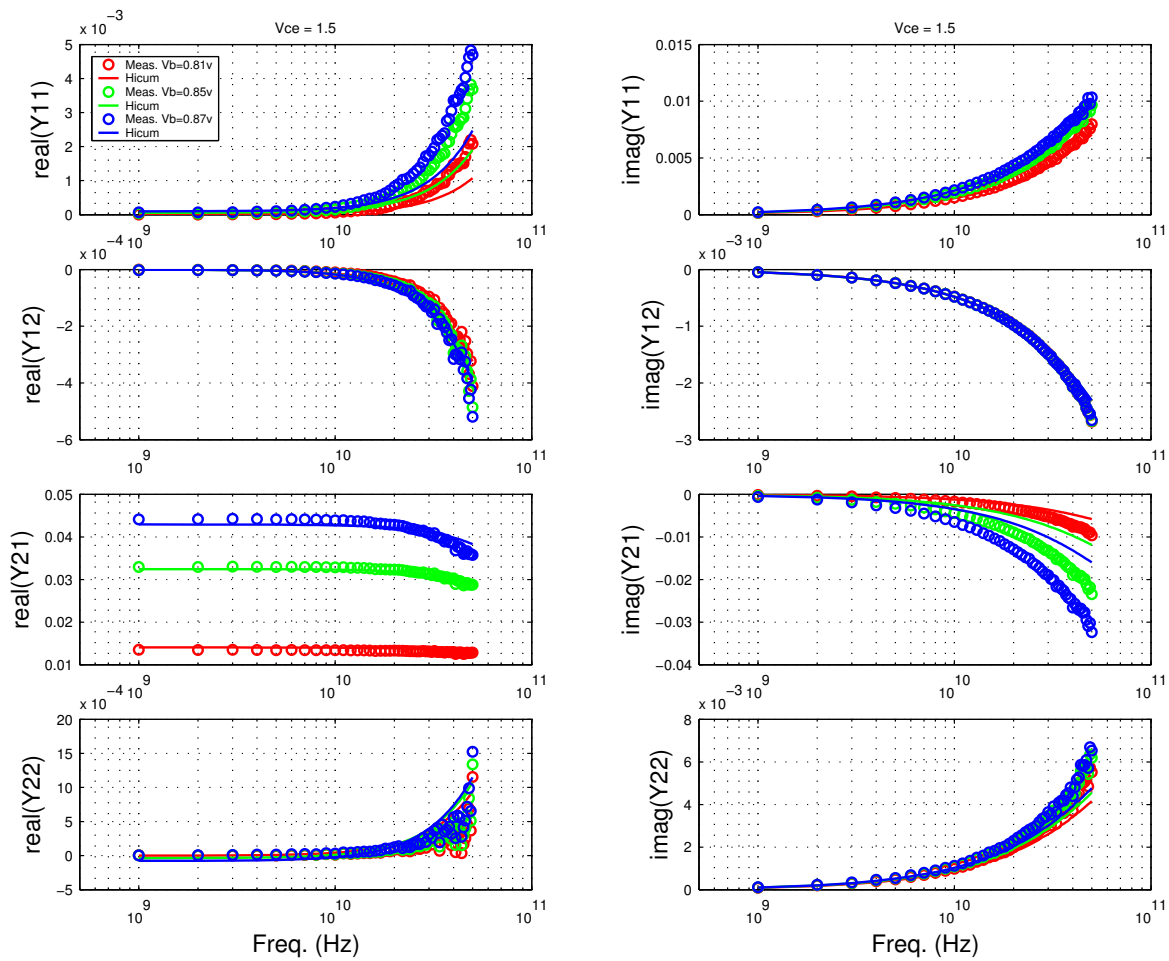 x 10−3
Vce = 1.5
5
4
3
2
1
0
real(Y11)
Meas. Vb=0.81v
Hicum
Meas. Vb=0.85v
Hicum
Meas. Vb=0.87v
Hicum
10 9
10 10
10 11
Vce = 1.5
0.015
0.01
0.005
0
imag(Y11)
10 9
10 10
10 11
x 10−4
0
−2
−4
−6
real(Y12)
10 9
10 10
10 11
x 10−3
0
−1
−2
−3
imag(Y12)
10 9
10 10
10 11
0.05
0.04
0.03
0.02
0.01
real(Y21)
10 9
10 10
10 11
0
−0.01
−0.02
−0.03
−0.04
imag(Y21)
10 9
10 10
10 11
x 10−4
20
15
10
5
0
−5
real(Y22)
10 9
10 10
10 11
Freq. (Hz)
x 10−3
8
6
4
2
0
imag(Y22)
10 9
10 10
10 11
Freq. (Hz)